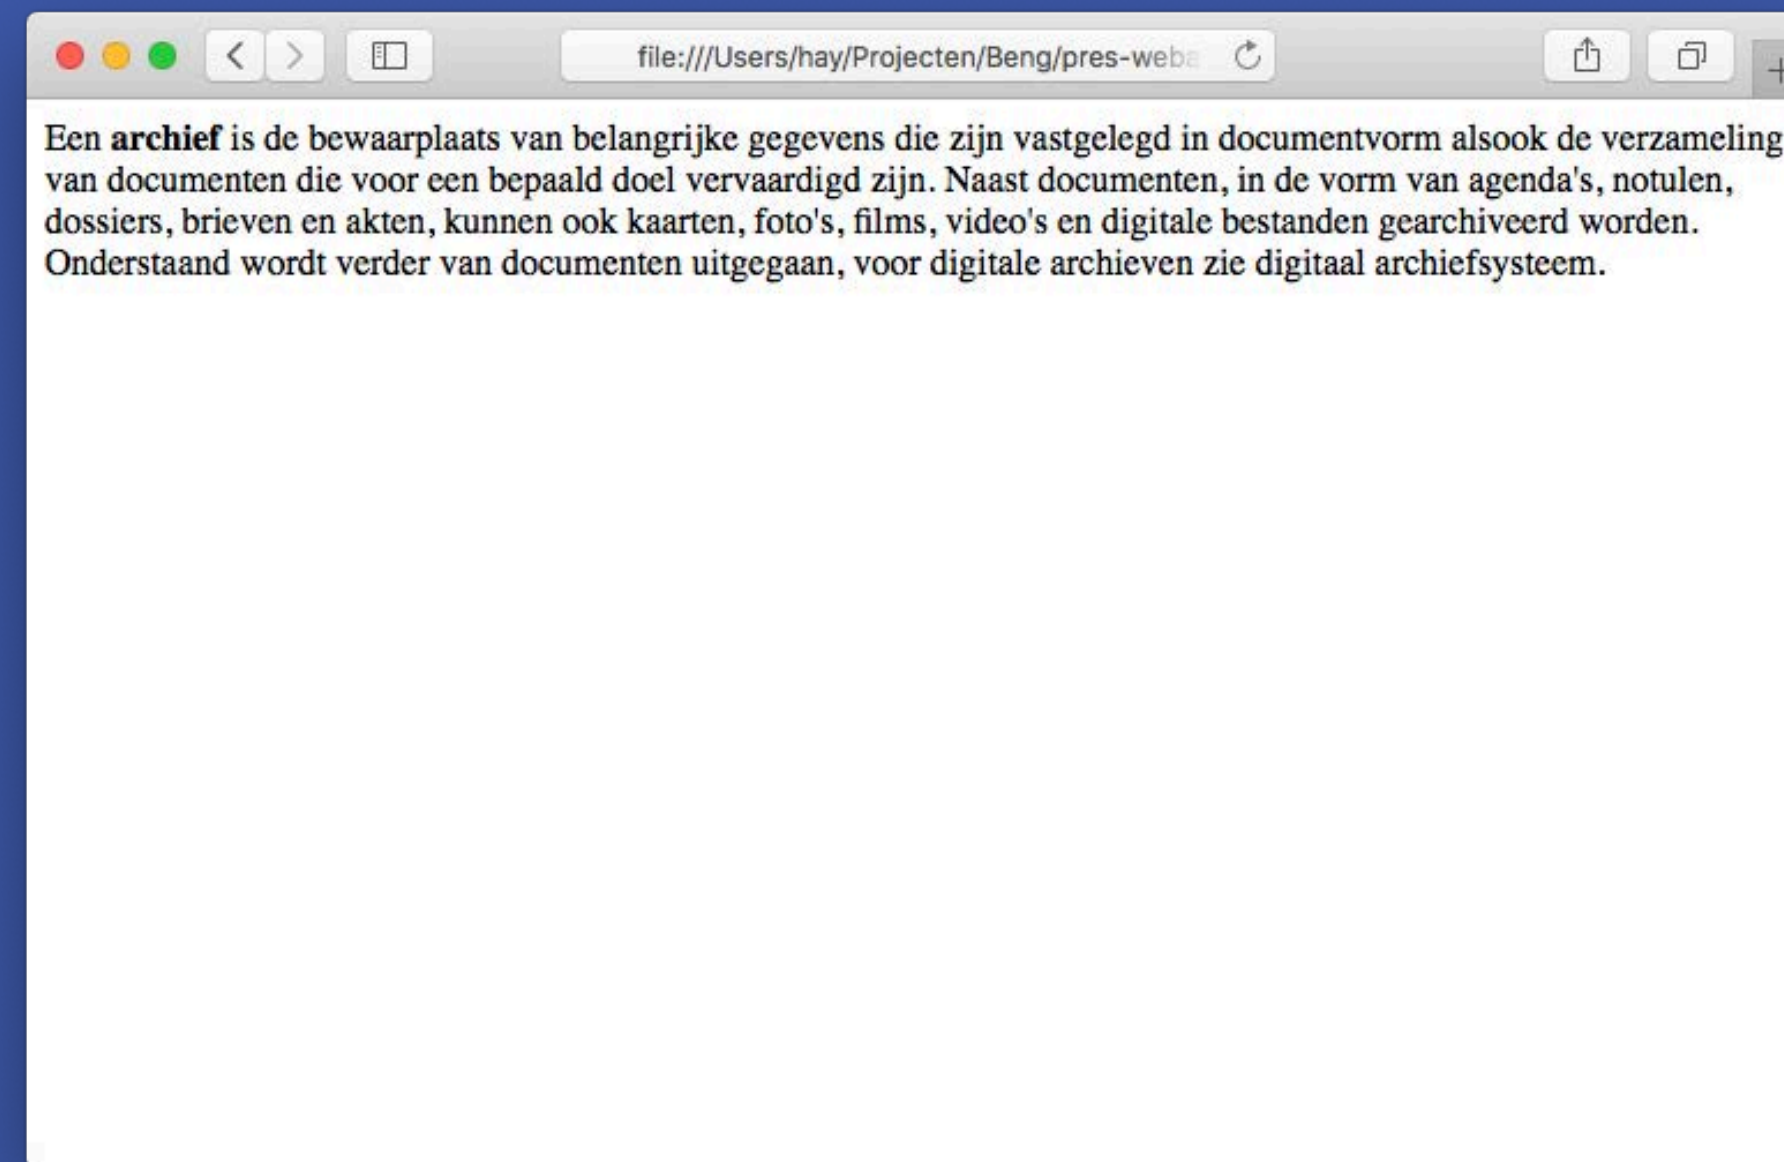 file:///Users/hay/Projecten/Beng/pres-weba
Een archief is de bewaarplaats van belangrijke gegevens die zijn vastgelegd in documentvorm alsook de verzameling
van documenten die voor een bepaald doel vervaardigd zijn. Naast documenten, in de vorm van agenda's, notulen,
dossiers, brieven en akten, kunnen ook kaarten, foto's, films, video's en digitale bestanden gearchiveerd worden.
Onderstaand wordt verder van documenten uitgegaan, voor digitale archieven zie digitaal archiefsysteem.